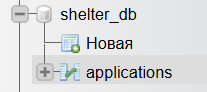 shelter_db
Новая
applications